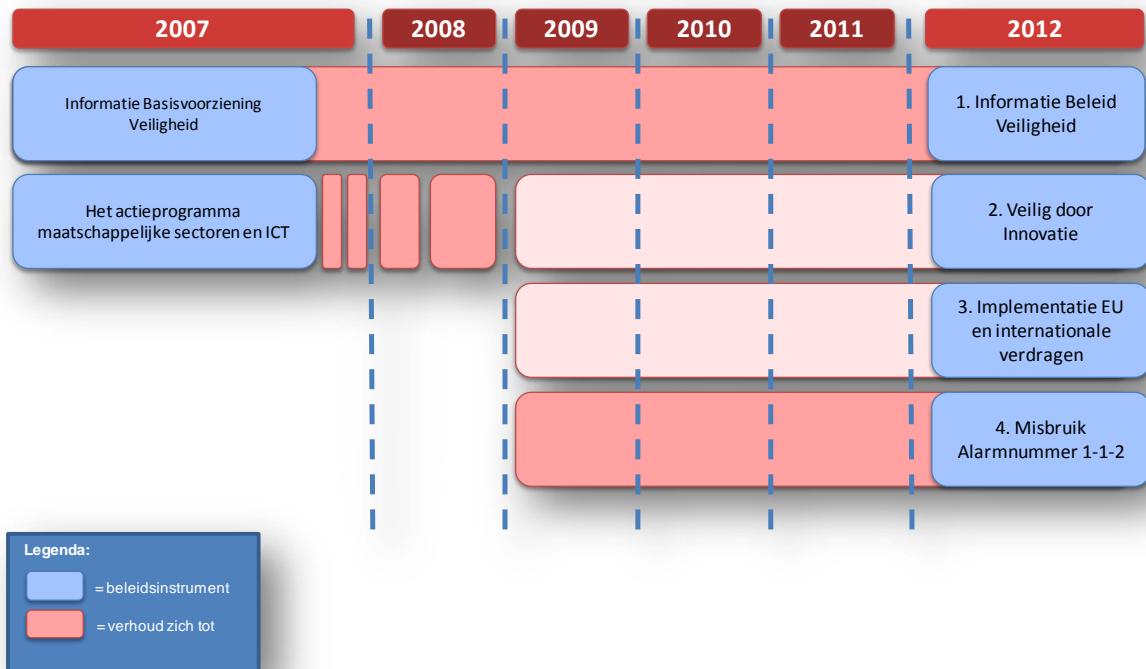 2007
2008
2009
2010
2011
2012
Informatie Basisvoorziening
Veiligheid
1. Informatie Beleid
Veiligheid
Het actieprogramma
maatschappelijke sectoren en ICT
2. Veilig door
Innovatie
3. Implementatie EU
en internationale
verdragen
4. Misbruik
Alarmnummer 1-1-2
Legenda:
= beleidsinstrument
= verhoud zich tot